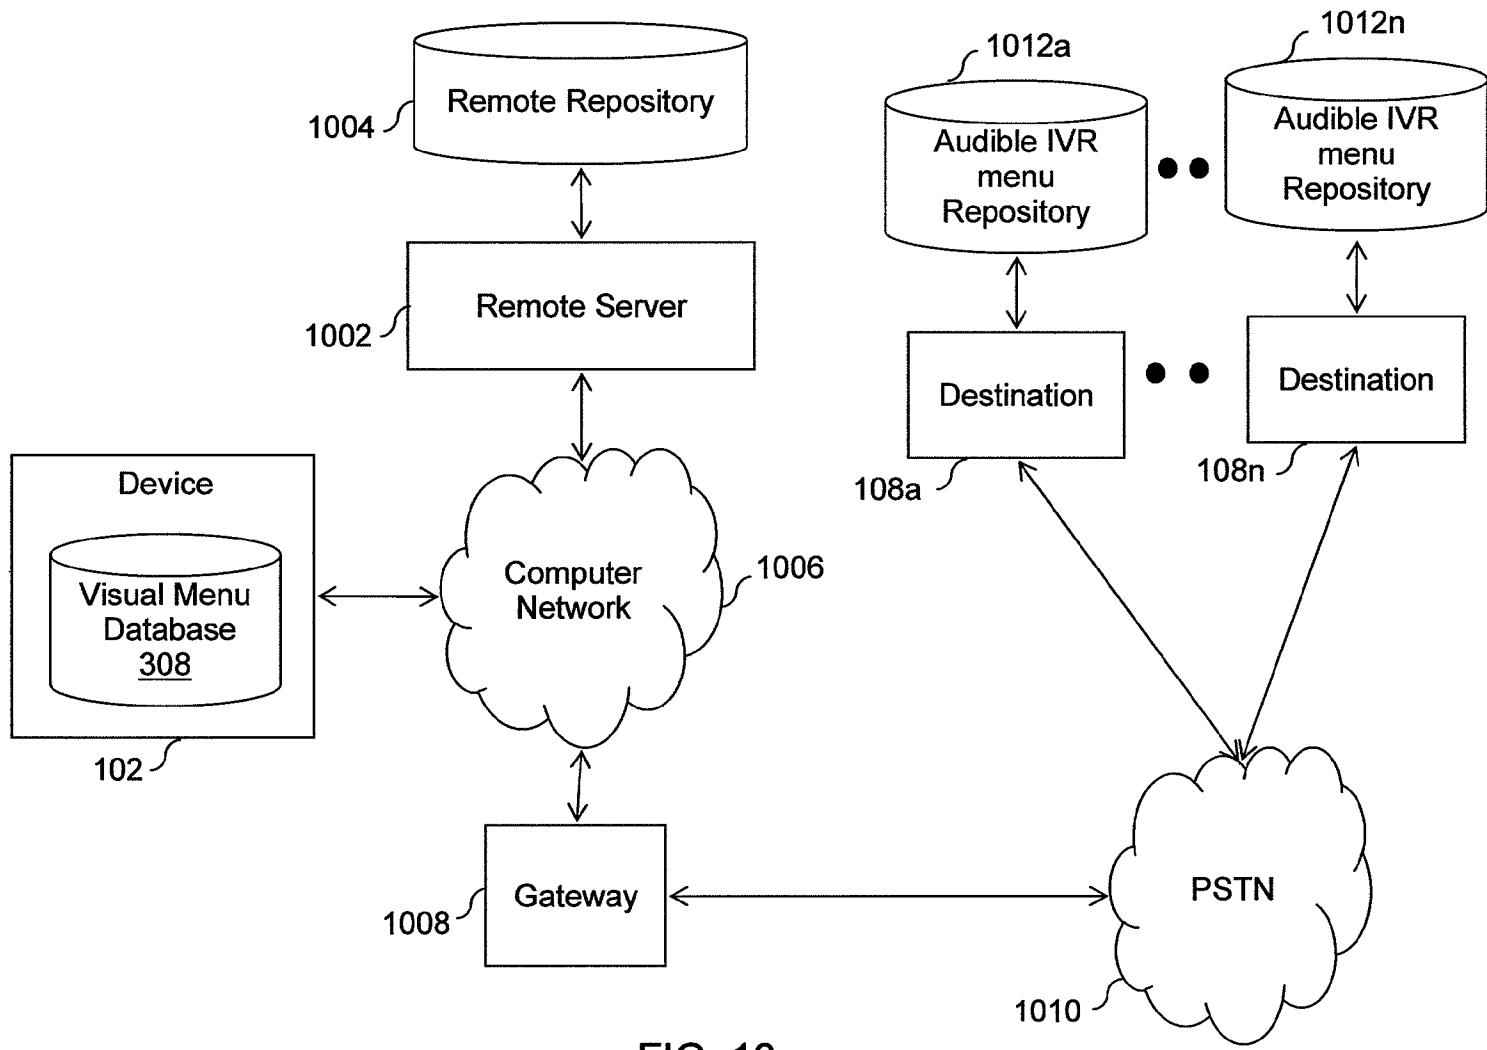 1012a
1012n
Remote Repository
1004
Audible IVR
menu
Repository
Audible IVR
menu
Repository
Remote Server
1002
Destination
Destination
108a
108n
Device
Visual Menu
Database
308
102
Computer
Network
1006
Gateway
1008
PSTN
1010